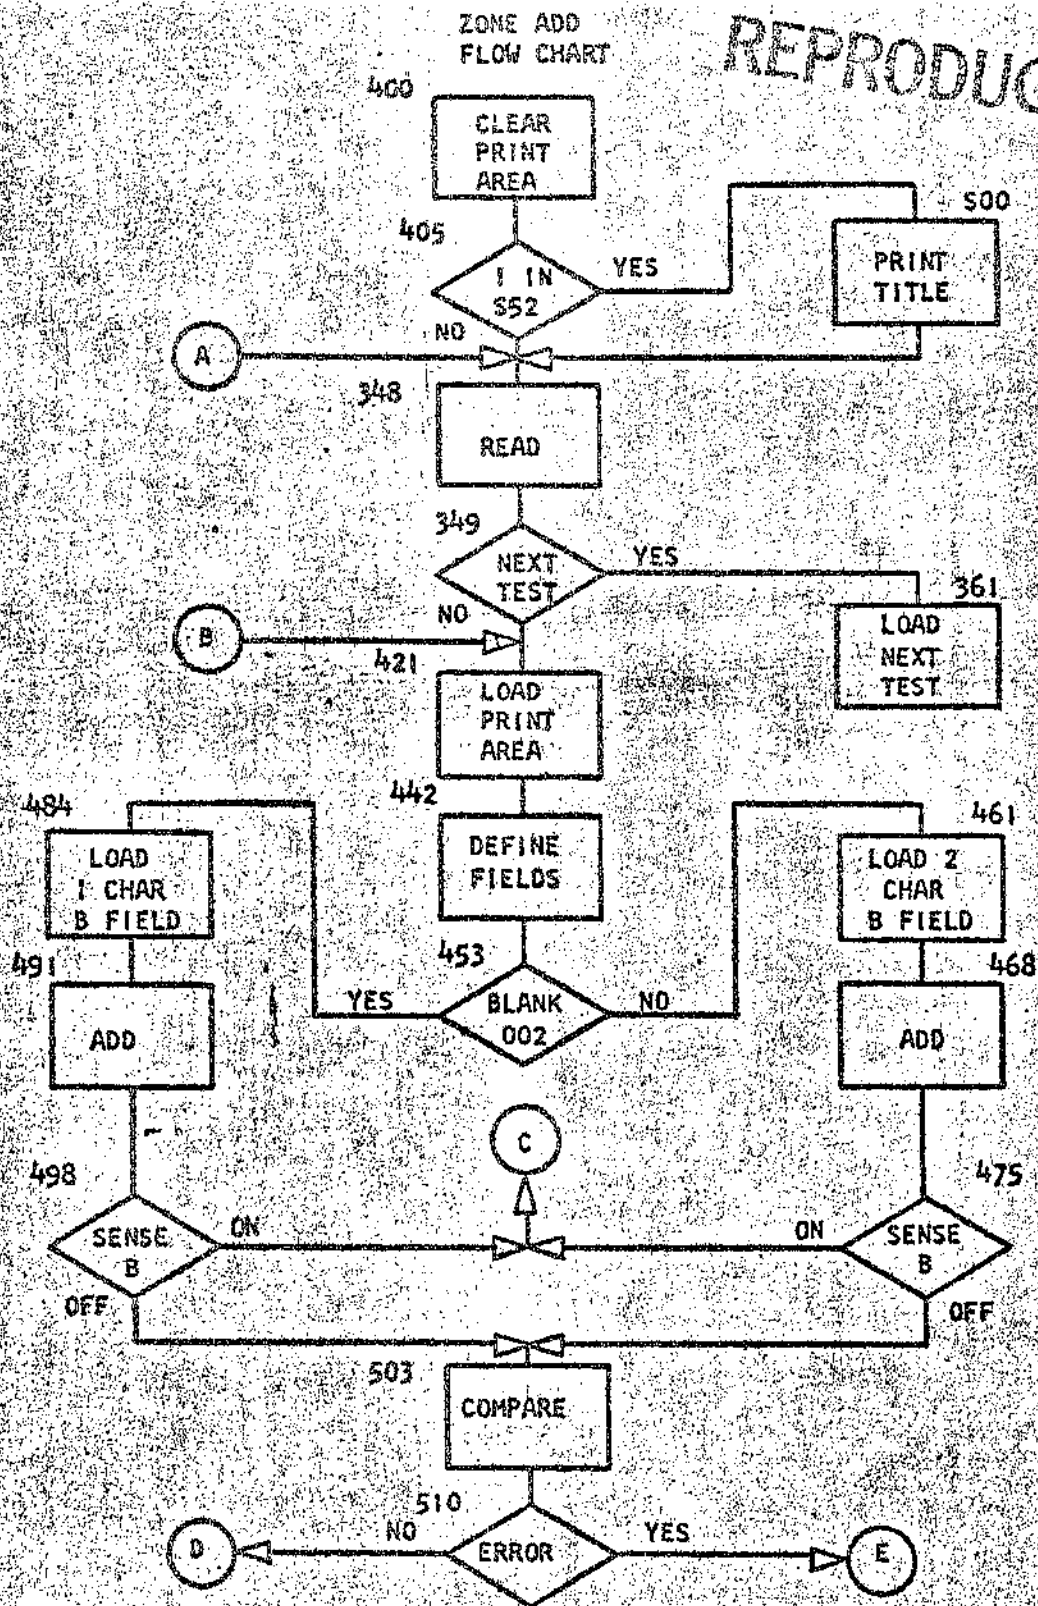 ZONE ADD
FLOW CHART
REPRODUC
400
CLEAR
PRINT
AREA
405
1 IN
S52
YES
500
PRINT
TITLE
NO
A
348
READ
349
NEXT
TEST
YES
361
LOAD
NEXT
TEST
NO
B
421
LOAD
PRINT
AREA
442
DEFINE
FIELDS
484
LOAD
1 CHAR
B FIELD
461
LOAD 2
CHAR
B FIELD
453
BLANK
002
YES
NO
491
ADD
468
ADD
C
498
SENSE
B
ON
OFF
475
SENSE
B
ON
OFF
503
COMPARE
510
ERROR
NO
D
YES
E